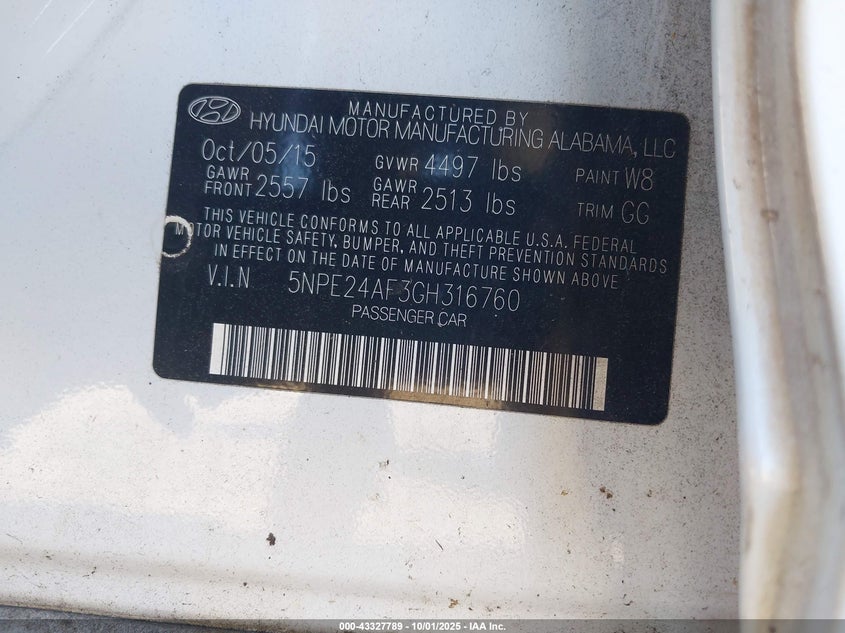 MANUFACTURED BY
HYUNDAI MOTOR MANUFACTURING ALABAMA, LLC
Oct/05/15 GVWR 4497 lbs PAINT W8
GAWR FRONT 2557 lbs GAWR REAR 2513 lbs TRIM GG
THIS VEHICLE CONFORMS TO ALL APPLICABLE U.S.A. FEDERAL
MOTOR VEHICLE SAFETY, BUMPER, AND THEFT PREVENTION STANDARDS
IN EFFECT ON THE DATE OF MANUFACTURE SHOWN ABOVE
V.I.N 5NPE24AF3GH316760
PASSENGER CAR
000-43327789 - 10/01/2025 - IAA Inc.